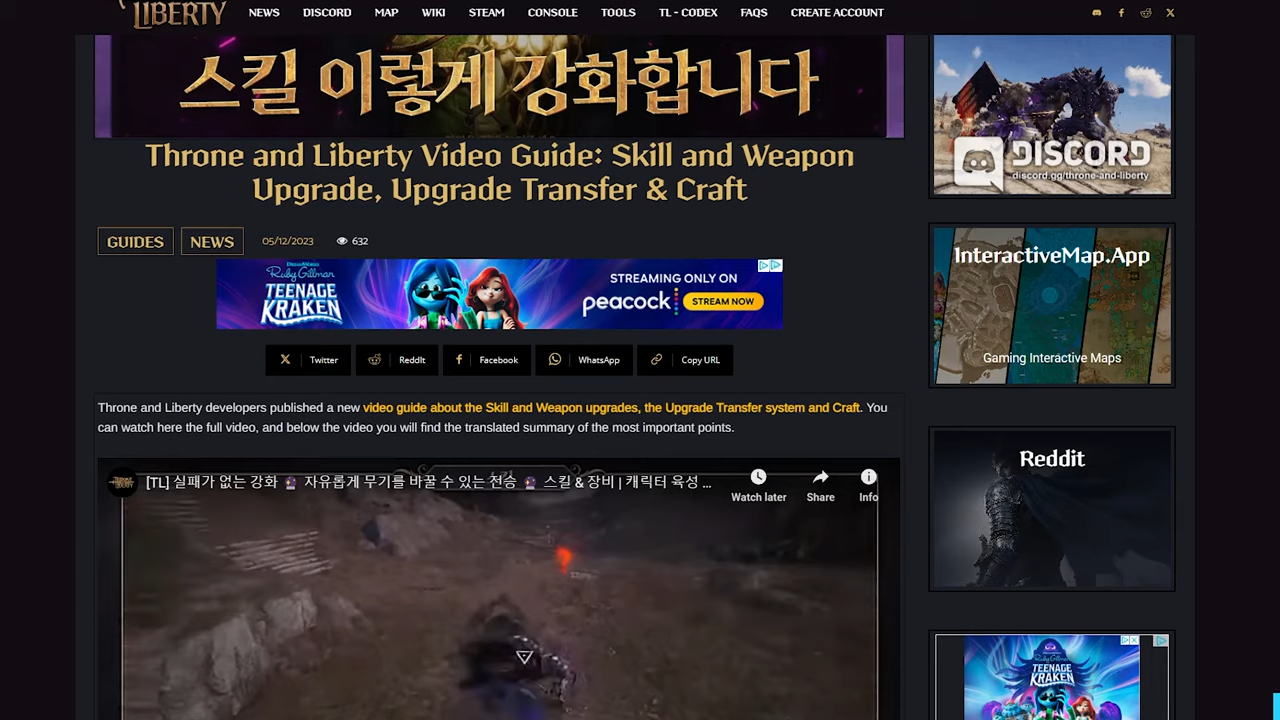 LIBERTY
NEWS DISCORD MAP WIKI STEAM CONSOLE TOOLS TL - CODEX FAQS CREATE ACCOUNT
스킬 이렇게 강화합니다
Throne and Liberty Video Guide: Skill and Weapon
Upgrade, Upgrade Transfer & Craft
GUIDES NEWS 05/12/2023 632
DREAMWORKS
Ruby Gillman
TEENAGE
KRAKEN
STREAMING ONLY ON
peacock
STREAM NOW
Twitter ReddIt Facebook WhatsApp Copy URL
Throne and Liberty developers published a new video guide about the Skill and Weapon upgrades, the Upgrade Transfer system and Craft. You
can watch here the full video, and below the video you will find the translated summary of the most important points.
[TL] 실패가 없는 강화 🔮 자유롭게 무기를 바꿀 수 있는 전승 🔮 스킬 & 장비 | 캐릭터 육성 ...
Watch later Share Info
DISCORD
discord.gg/throne-and-liberty
InteractiveMap.App
Gaming Interactive Maps
Reddit
Ruby Gillman
TEENAGE
KRAKEN